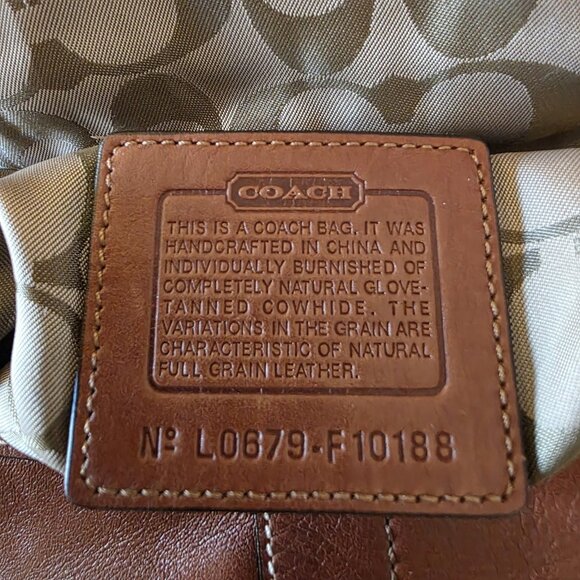 COACH
THIS IS A COACH BAG. IT WAS
HANDCRAFTED IN CHINA AND
INDIVIDUALLY BURNISHED OF
COMPLETELY NATURAL GLOVE-
TANNED COWHIDE. THE
VARIATIONS IN THE GRAIN ARE
CHARACTERISTIC OF NATURAL
FULL GRAIN LEATHER.
Nº L0679-F10188